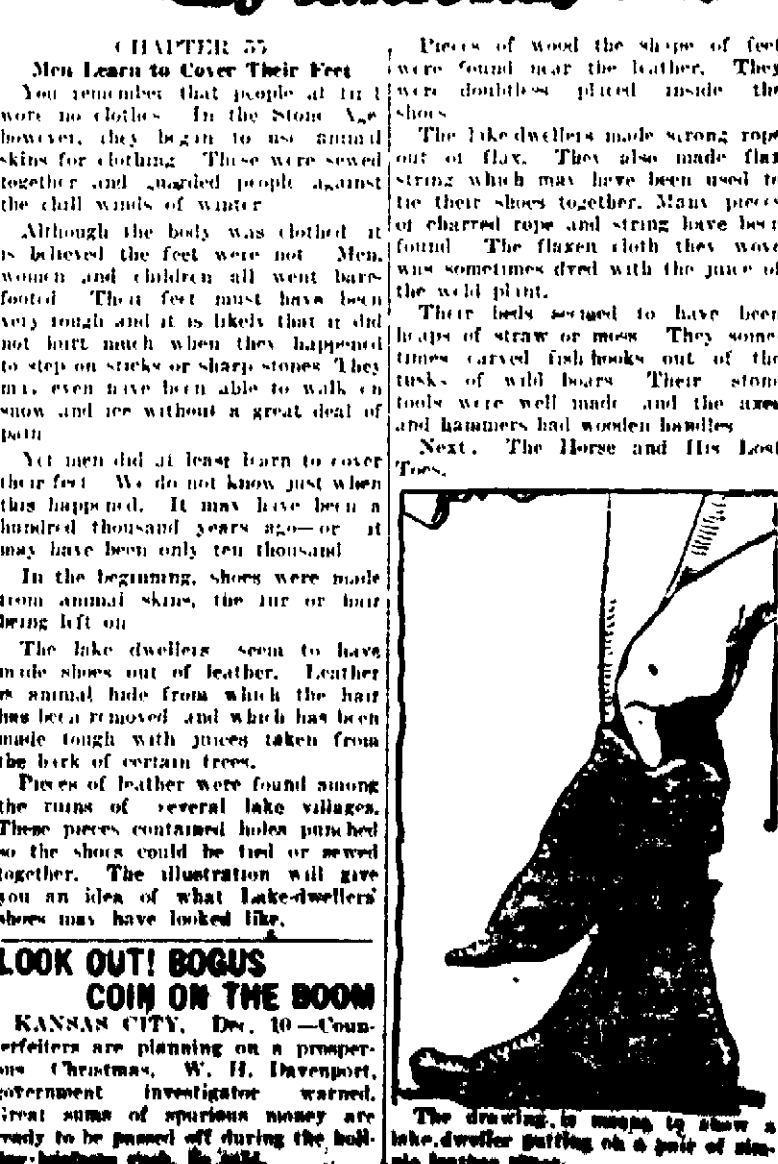 CHAPTER 55
Men Learn to Cover Their Feet
You remember that people at first
wore no clothes In the Stone Age
however, they began to use animal
skins for clothing These were sewed
together and guarded people against
the chill winds of winter
Although the body was clothed it
is believed the feet were not Men,
women and children all went bare-
footed Their feet must have been
very tough and it is likely that it did
not hurt much when they happened
to step on sticks or sharp stones They
may even have been able to walk on
snow and ice without a great deal of
pain
Yet men did at least learn to cover
their feet We do not know just when
this happened. It may have been a
hundred thousand years ago—or it
may have been only ten thousand
In the beginning, shoes were made
from animal skins, the fur or hair
being left on
The lake dwellers seem to have
made shoes out of leather. Leather
is animal hide from which the hair
has been removed and which has been
made tough with juices taken from
the bark of certain trees.
Pieces of leather were found among
the ruins of several lake villages.
These pieces contained holes punched
so the shoes could be tied or sewed
together. The illustration will give
you an idea of what Lake-dwellers'
shoes may have looked like.
LOOK OUT! BOGUS
COIN ON THE BOOM
KANSAS CITY, Dec. 10—Coun-
erfeiters are planning on a prosper-
ous Christmas, W. H. Davenport,
government investigator warned.
Great sums of spurious money are
ready to be passed off during the holi-
Pieces of wood the shape of feet
were found near the leather. They
were doubtless placed inside the
shoes
The lake dwellers made strong rope
out of flax. They also made flax
string which may have been used to
tie their shoes together. Many pieces
of charred rope and string have been
found The flaxen cloth they wove
was sometimes dyed with the juice of
the weld plant.
Their beds seemed to have been
heaps of straw or moss They some-
times carved fish hooks out of the
tusks of wild boars Their stone
tools were well made and the axes
and hammers had wooden handles
Next. The Horse and His Lost
Toes.
The drawing is meant to show a
lake-dweller putting on a pair of sim-